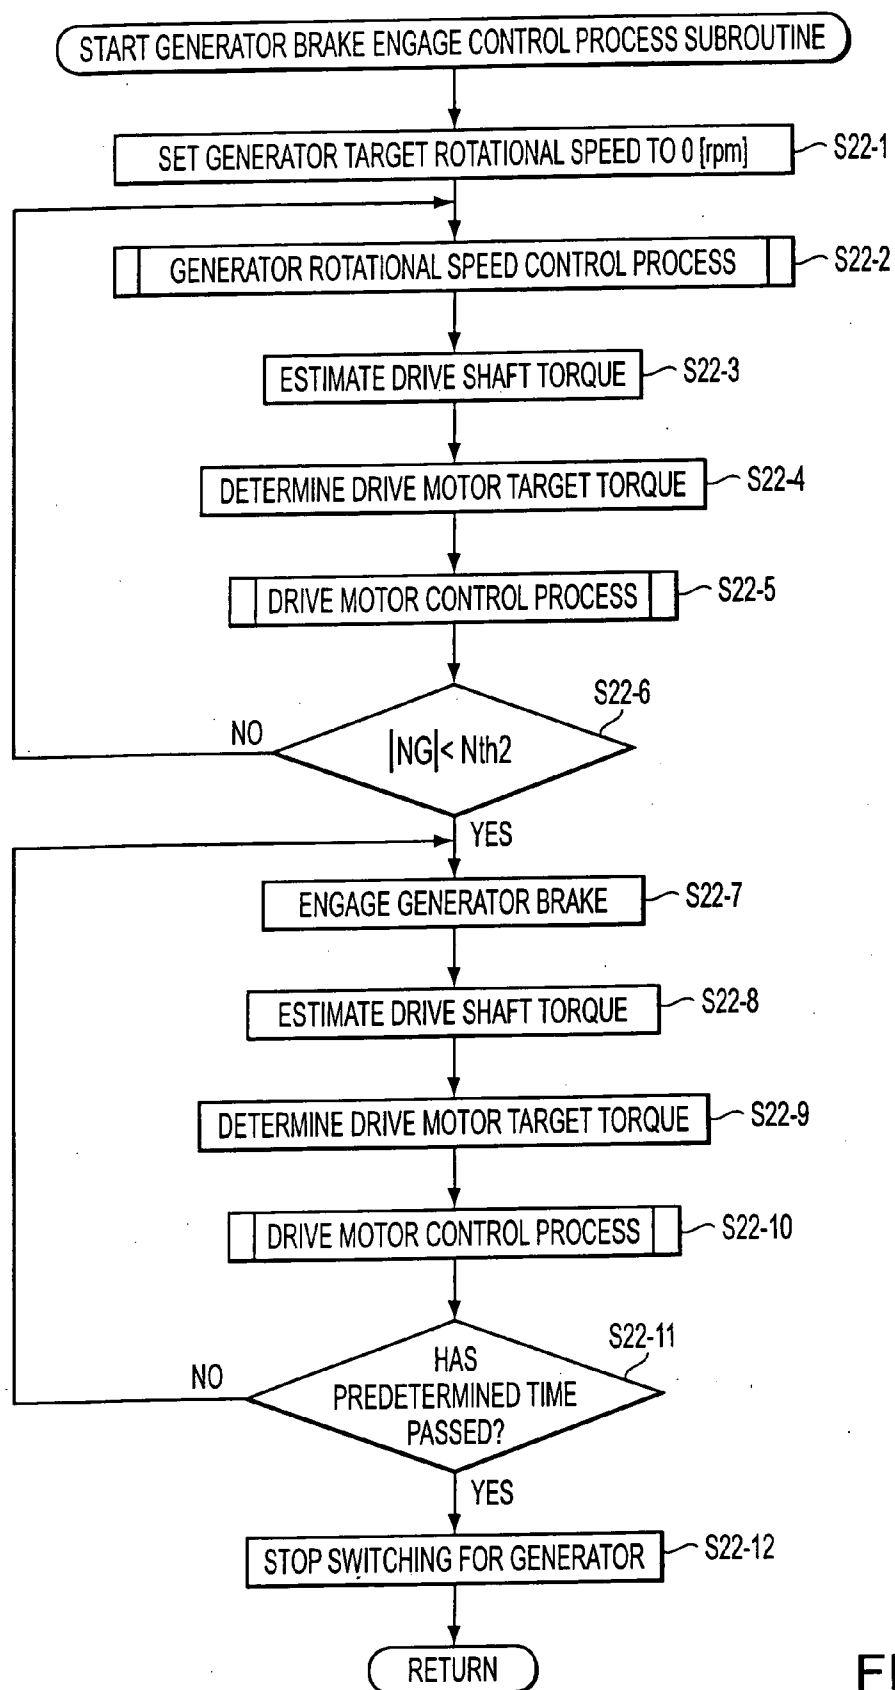 START GENERATOR BRAKE ENGAGE CONTROL PROCESS SUBROUTINE
SET GENERATOR TARGET ROTATIONAL SPEED TO 0 [rpm]
S22-1
GENERATOR ROTATIONAL SPEED CONTROL PROCESS
S22-2
ESTIMATE DRIVE SHAFT TORQUE
S22-3
DETERMINE DRIVE MOTOR TARGET TORQUE
S22-4
DRIVE MOTOR CONTROL PROCESS
S22-5
S22-6
NO
|NG|< Nth2
YES
ENGAGE GENERATOR BRAKE
S22-7
ESTIMATE DRIVE SHAFT TORQUE
S22-8
DETERMINE DRIVE MOTOR TARGET TORQUE
S22-9
DRIVE MOTOR CONTROL PROCESS
S22-10
S22-11
NO
HAS
PREDETERMINED TIME
PASSED?
YES
STOP SWITCHING FOR GENERATOR
S22-12
RETURN